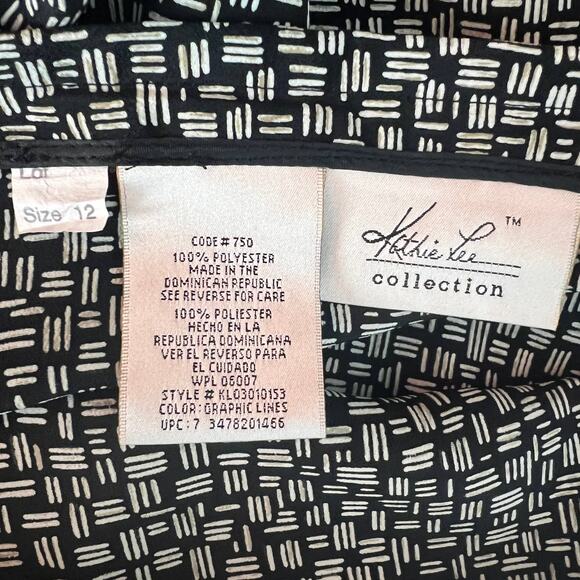 Lot
Size 12
CODE # 750
100% POLYESTER
MADE IN THE
DOMINICAN REPUBLIC
SEE REVERSE FOR CARE
100% POLIESTER
HECHO EN LA
REPUBLICA DOMINICANA
VER EL REVERSO PARA
EL CUIDADO
WPL 06007
STYLE # KL03010153
COLOR: GRAPHIC LINES
UPC: 7 3478201466
Kathie Lee ™
collection